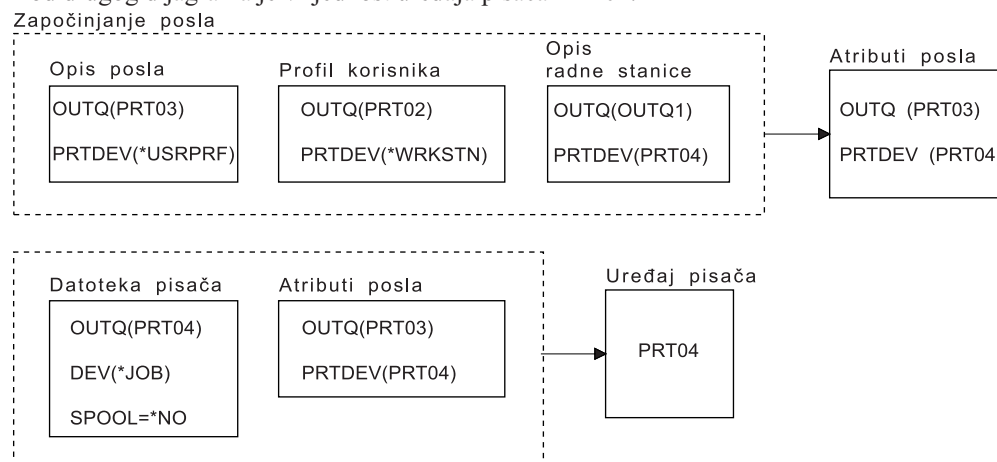 Započinjanje posla
Opis posla
OUTQ(PRT03)
PRTDEV(*USRPRF)
Profil korisnika
OUTQ(PRT02)
PRTDEV(*WRKSTN)
Opis
radne stanice
OUTQ(OUTQ1)
PRTDEV(PRT04)
Atributi posla
OUTQ (PRT03)
PRTDEV (PRT04
Datoteka pisača
OUTQ(PRT04)
DEV(*JOB)
SPOOL=*NO
Atributi posla
OUTQ(PRT03)
PRTDEV(PRT04)
Uređaj pisača
PRT04